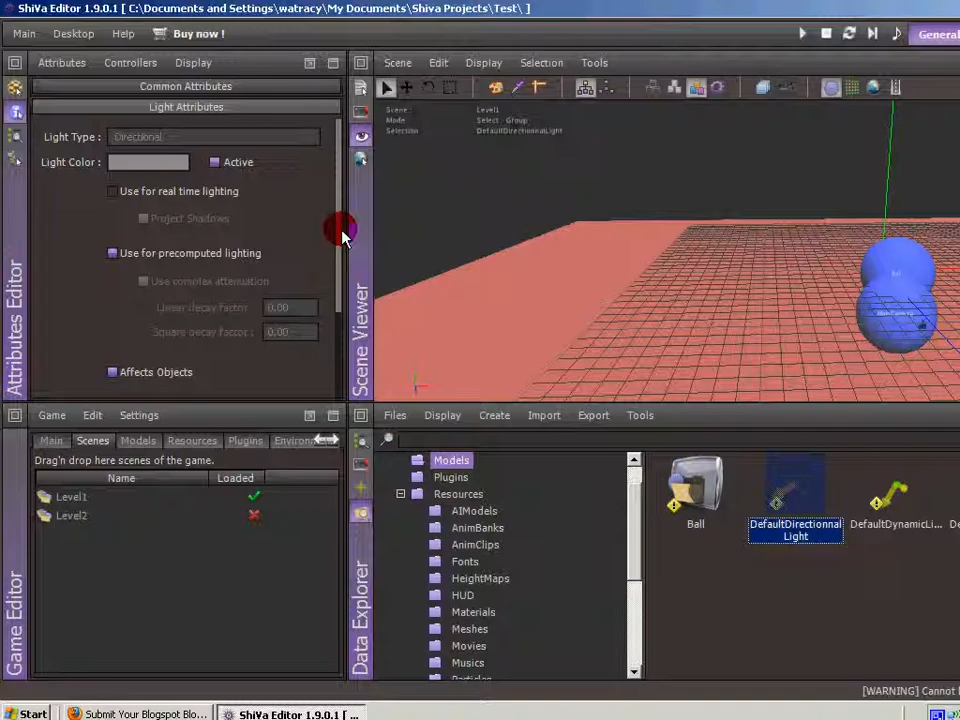 ShiVa Editor 1.9.0.1 [ C:\Documents and Settings\watracy\My Documents\Shiva Projects\Test\ ]
Main Desktop Help Buy now !
General
Attributes Controllers Display
Scene Edit Display Selection Tools
Common Attributes
Light Attributes
Light Type : Directional
Light Color : Active
Use for real time lighting
Project Shadows
Use for precomputed lighting
Use complex attenuation
Linear decay factor 0.00
Square decay factor : 0.00
Affects Objects
Attributes Editor
Scene Level1
Mode Select : Group
Selection DefaultDirectionnalLight
Scene Viewer
Game Edit Settings
Main Scenes Models Resources Plugins
Drag'n drop here scenes of the game.
Name Loaded
Level1
Level2
Game Editor
Files Display Create Import Export Tools
Models
Plugins
Resources
AIModels
AnimBanks
AnimClips
Fonts
HeightMaps
HUD
Materials
Meshes
Movies
Musics
Data Explorer
Ball
DefaultDirectionnal
Light
DefaultDynamicLi...
[WARNING] Cannot
Start Submit Your Blogspot Blo... ShiVa Editor 1.9.0.1 [ ...